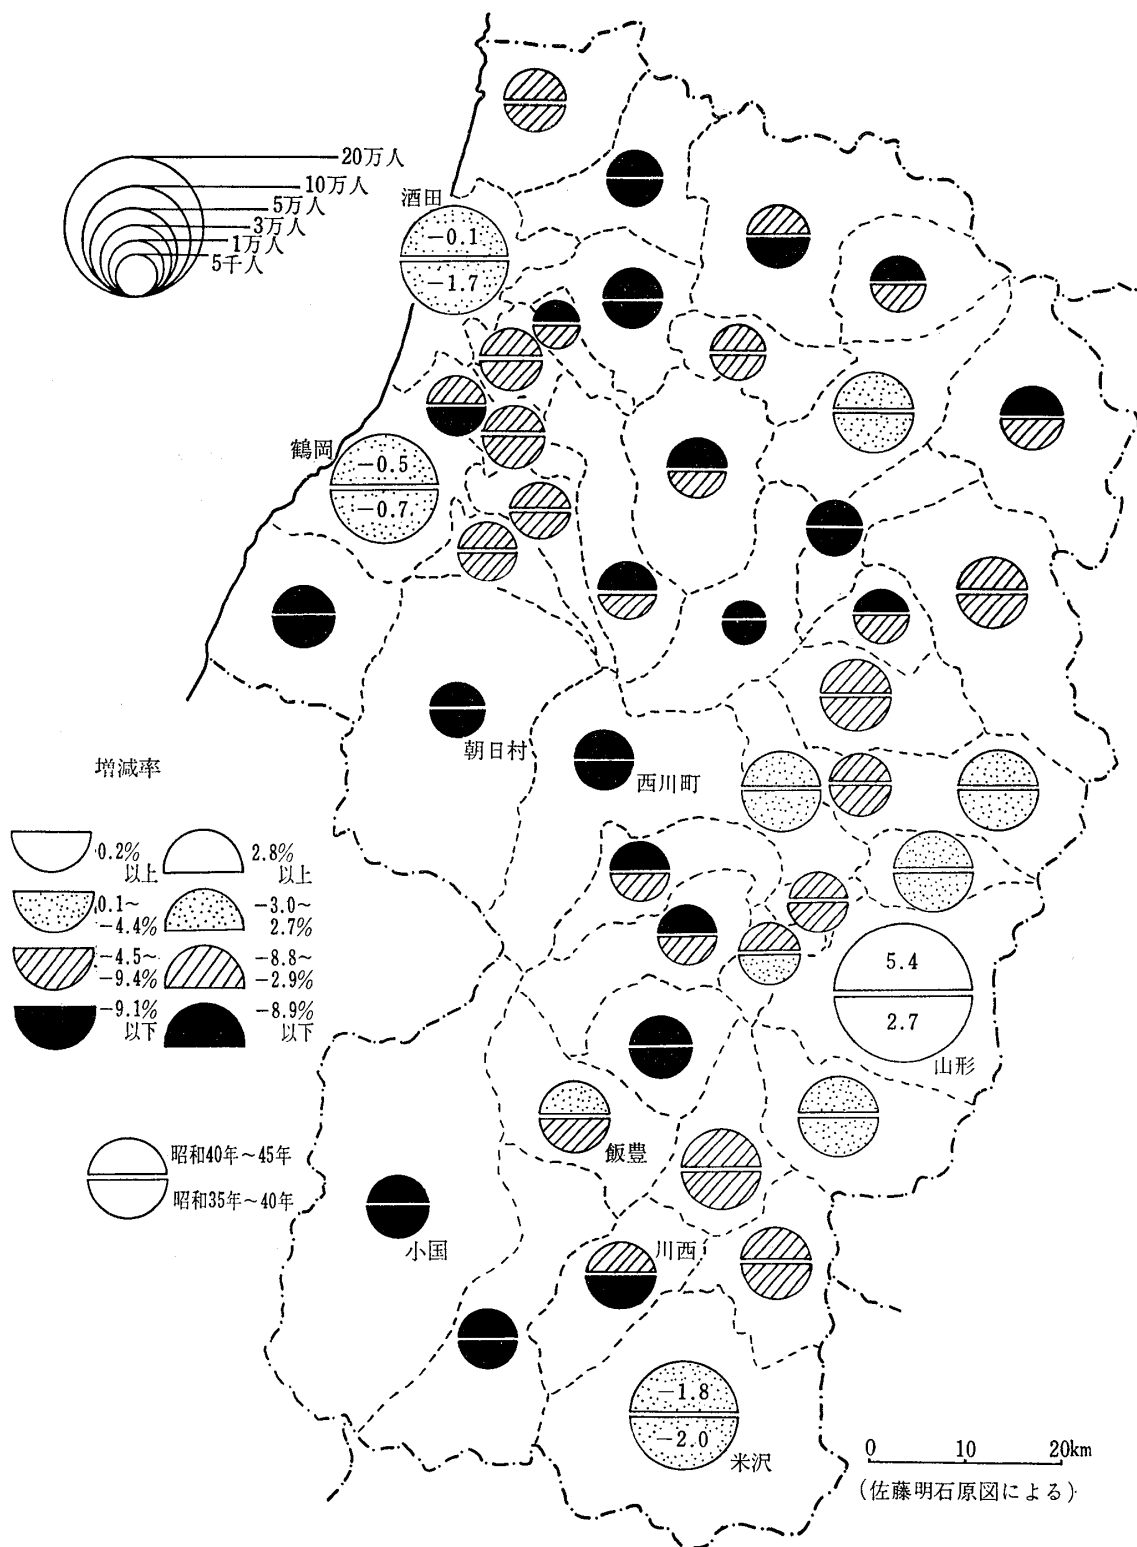 20万人
10万人
5万人
3万人
1万人
5千人
酒田
-0.1
-1.7
鶴岡
-0.5
-0.7
朝日村
西川町
増減率
0.2%
以上
2.8%
以上
0.1~
-4.4%
-3.0~
2.7%
-4.5~
-9.4%
-8.8~
-2.9%
-9.1%
以下
-8.9%
以下
5.4
2.7
山形
飯豊
昭和40年~45年
昭和35年~40年
小国
川西
-1.8
-2.0
米沢
0 10 20km
(佐藤明石原図による)